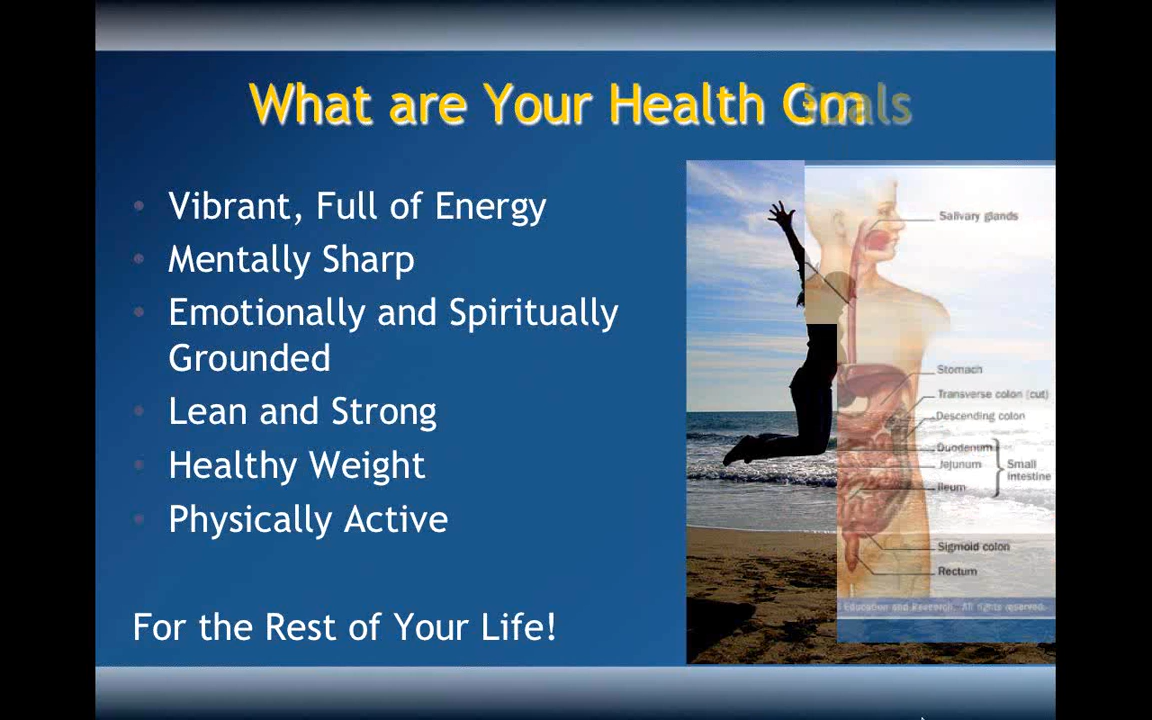 What are Your Health Goals
• Vibrant, Full of Energy
• Mentally Sharp
• Emotionally and Spiritually
Grounded
• Lean and Strong
• Healthy Weight
• Physically Active
For the Rest of Your Life!
Salivary glands
Stomach
Transverse colon (cut)
Descending colon
Duodenum
Jejunum
Ileum
Small
intestine
Sigmoid colon
Rectum
Education and Research. All rights reserved.